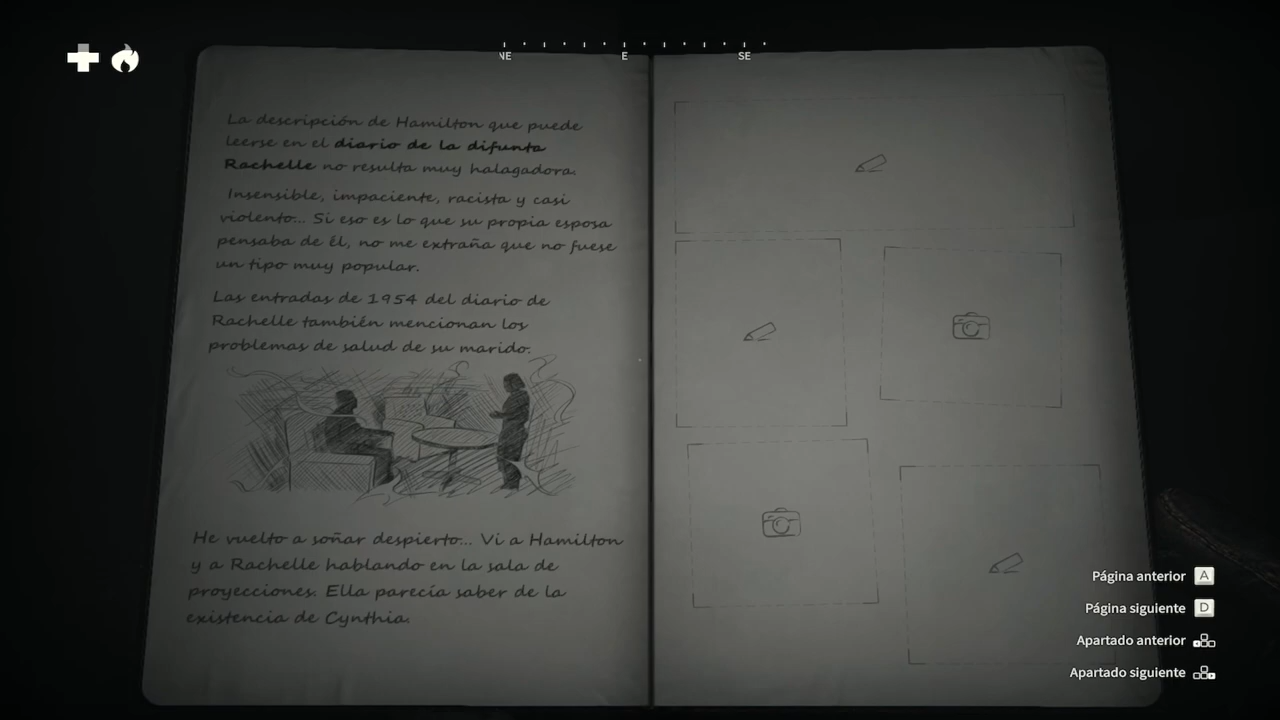 NE
E
SE
La descripción de Hamilton que puede
leerse en el diario de la difunta
Rachelle no resulta muy halagadora.
Insensible, impaciente, racista y casi
violento... Si eso es lo que su propia esposa
pensaba de él, no me extraña que no fuese
un tipo muy popular.
Las entradas de 1954 del diario de
Rachelle también mencionan los
problemas de salud de su marido.
He vuelto a soñar despierto... Vi a Hamilton
y a Rachelle hablando en la sala de
proyecciones. Ella parecía saber de la
existencia de Cynthia.
Página anterior A
Página siguiente D
Apartado anterior
Apartado siguiente